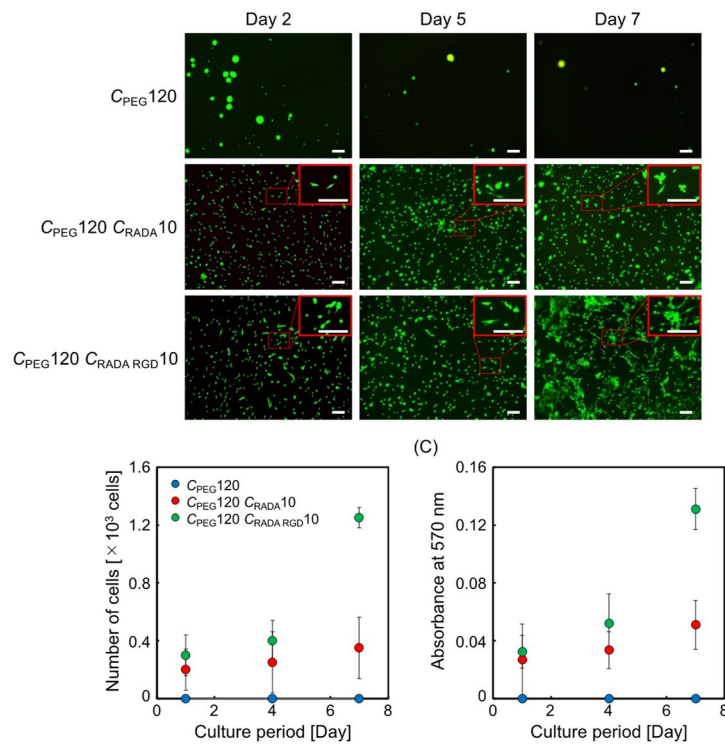 Day 2 Day 5 Day 7
CPEG120
CPEG120 CRADA10
CPEG120 CRADA RGD10
(C)
Number of cells [×10³ cells]
1.6
1.2
0.8
0.4
0
CPEG120
CPEG120 CRADA10
CPEG120 CRADA RGD10
0 2 4 6 8
Culture period [Day]
Absorbance at 570 nm
0.16
0.12
0.08
0.04
0
0 2 4 6 8
Culture period [Day]